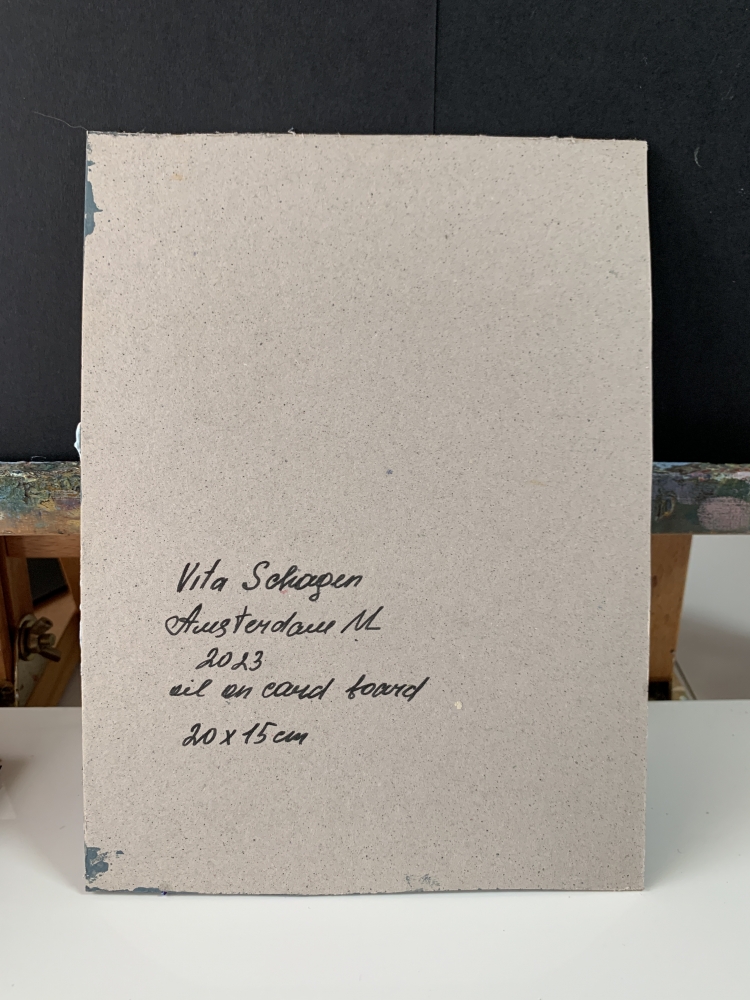 Vita Schagen
Amsterdam NL
2023
oil on card board
20 x 15 cm